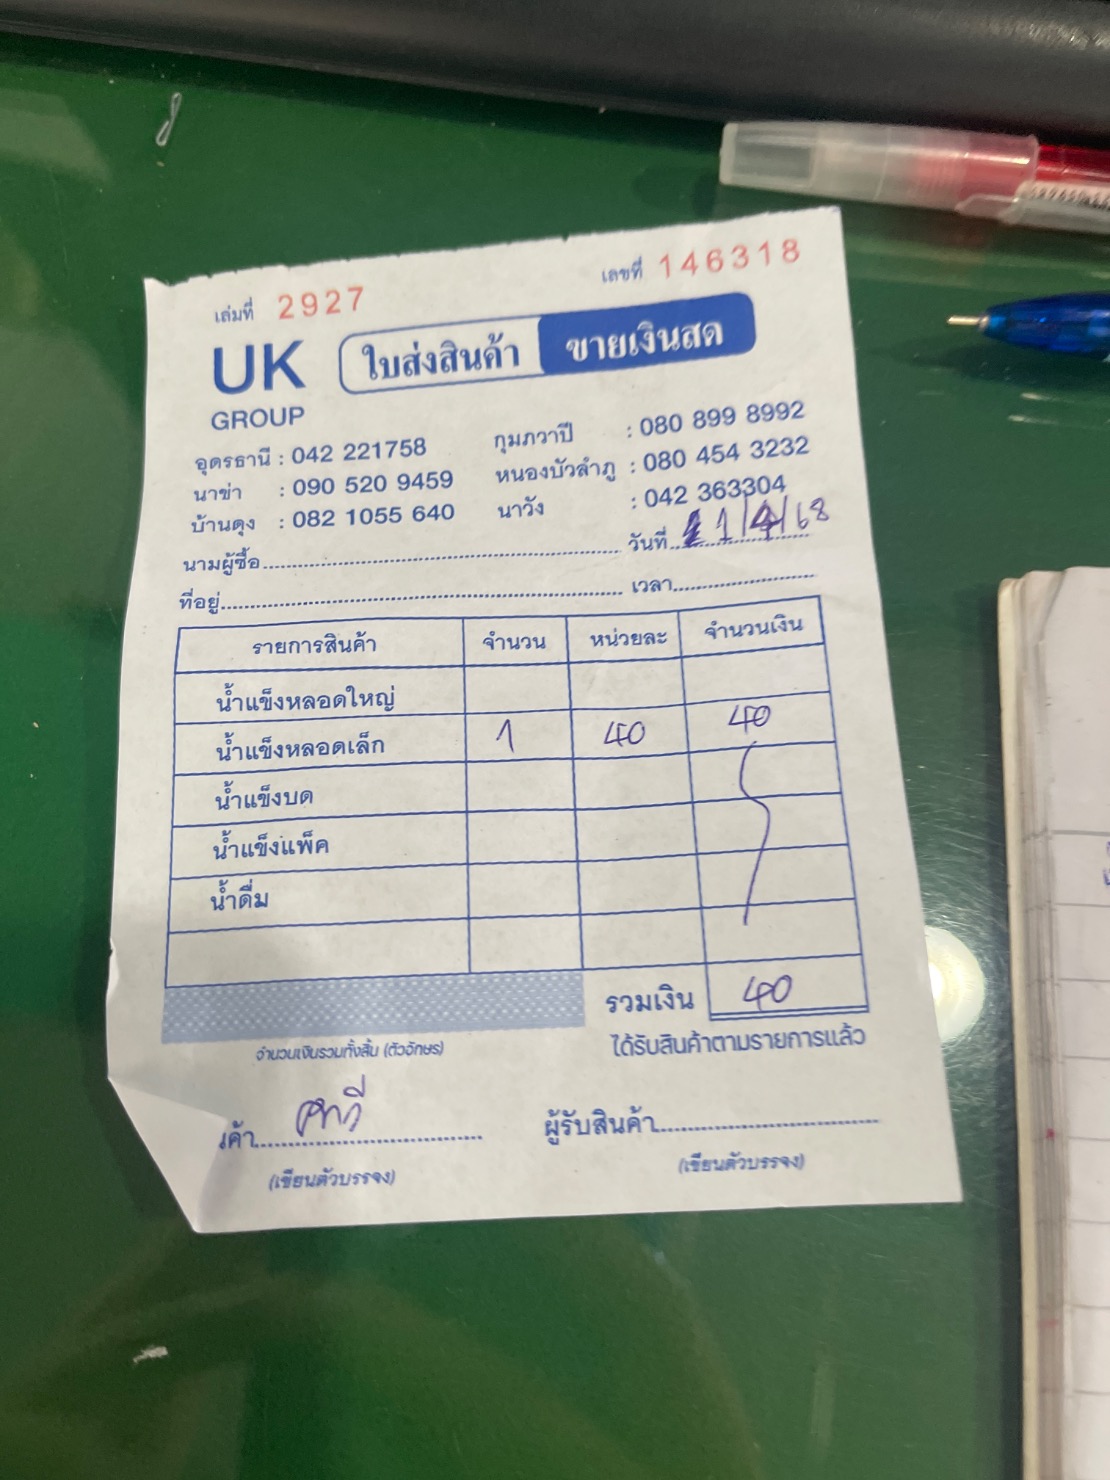 เล่มที่ 2927 เลขที่ 146318
UK GROUP ใบส่งสินค้า ขายเงินสด
อุดรธานี : 042 221758 กุมภวาปี : 080 899 8992
นาข่า : 090 520 9459 หนองบัวลำภู : 080 454 3232
บ้านดุง : 082 1055 640 นาวัง : 042 363304
นามผู้ซื้อ วันที่ 11/4/68
ที่อยู่ เวลา
รายการสินค้า จำนวน หน่วยละ จำนวนเงิน
น้ำแข็งหลอดใหญ่
น้ำแข็งหลอดเล็ก 1 40 40
น้ำแข็งบด
น้ำแข็งแพ็ค
น้ำดื่ม
รวมเงิน 40
จำนวนเงินรวมทั้งสิ้น (ตัวอักษร) ได้รับสินค้าตามรายการแล้ว
ค้า ผู้รับสินค้า
(เขียนตัวบรรจง) (เขียนตัวบรรจง)